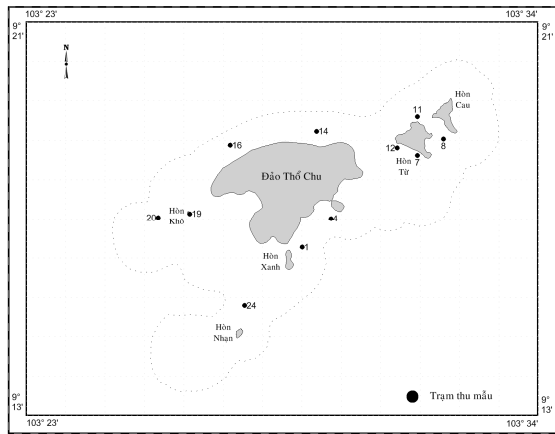 103° 23'
103° 34'
9°
21'
9°
21'
N
Hòn
Cau
11
14
8
16
12
7
Hòn
Từ
Đảo Thổ Chu
20
Hòn
Khô
19
4
1
Hòn
Xanh
24
Hòn
Nhạn
Trạm thu mẫu
9°
13'
9°
13'
103° 23'
103° 34'